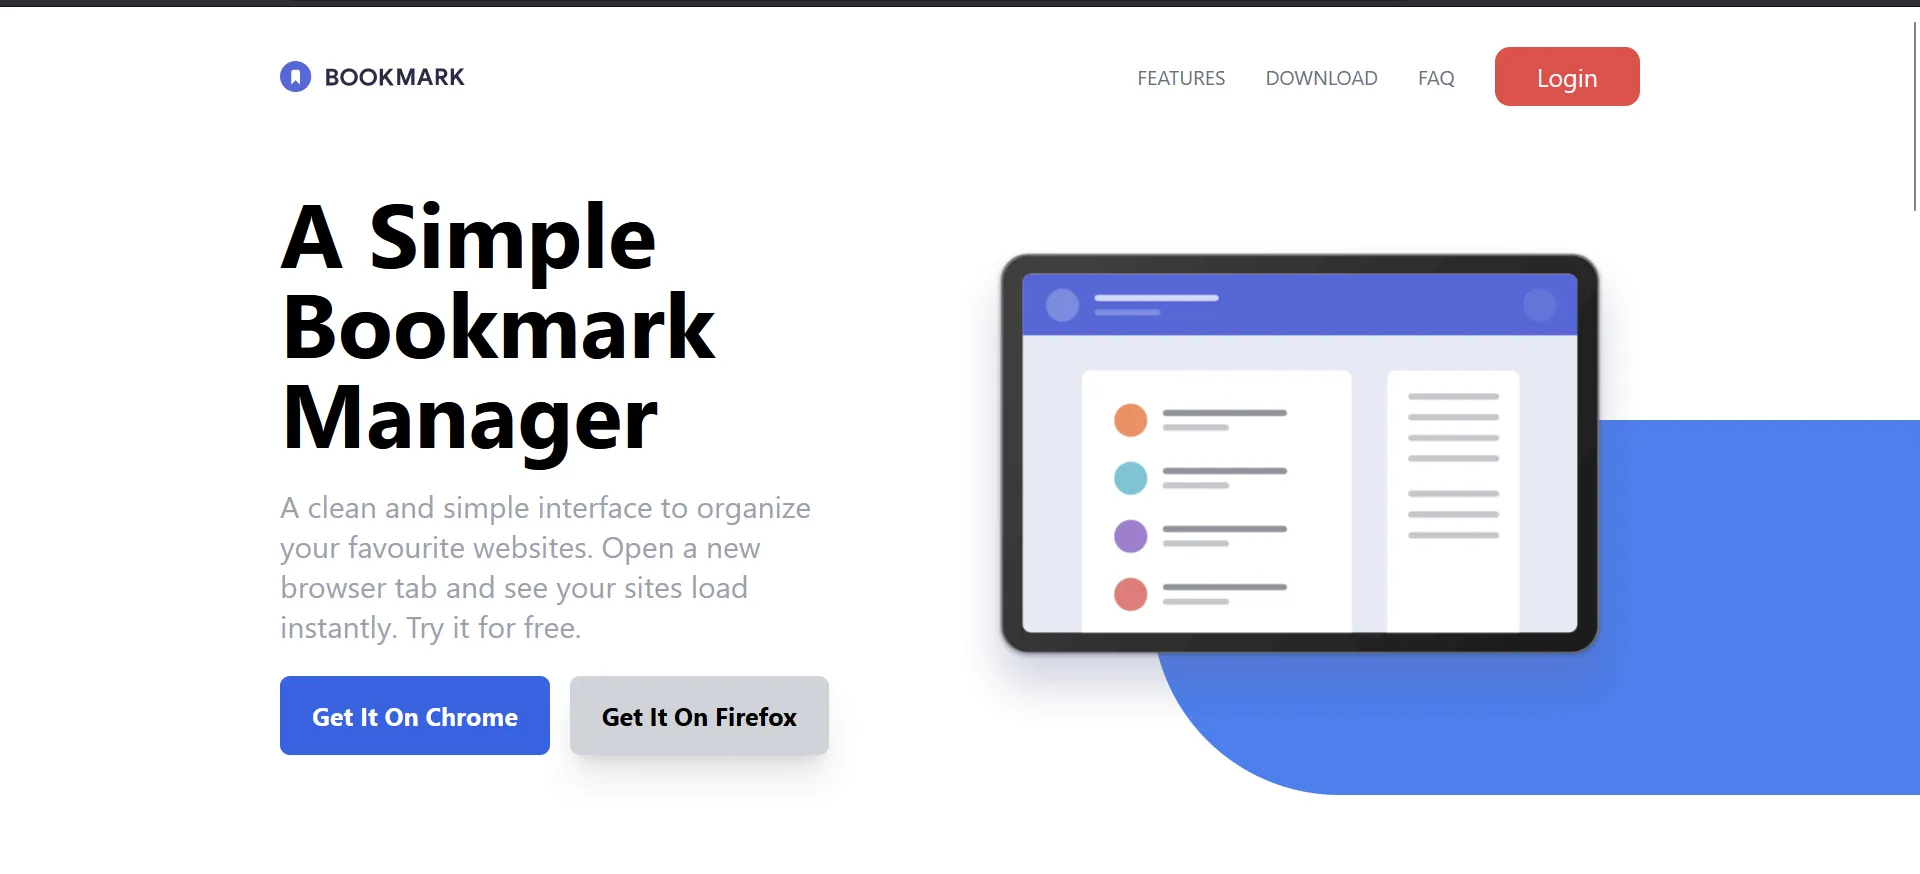 BOOKMARK
FEATURES
DOWNLOAD
FAQ
Login
A Simple
Bookmark
Manager
A clean and simple interface to organize
your favourite websites. Open a new
browser tab and see your sites load
instantly. Try it for free.
Get It On Chrome
Get It On Firefox